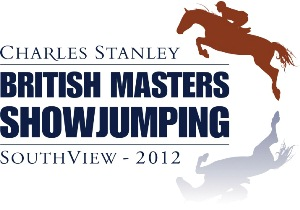 CHARLES STANLEY
BRITISH MASTERS
SHOWJUMPING
SOUTHVIEW - 2012